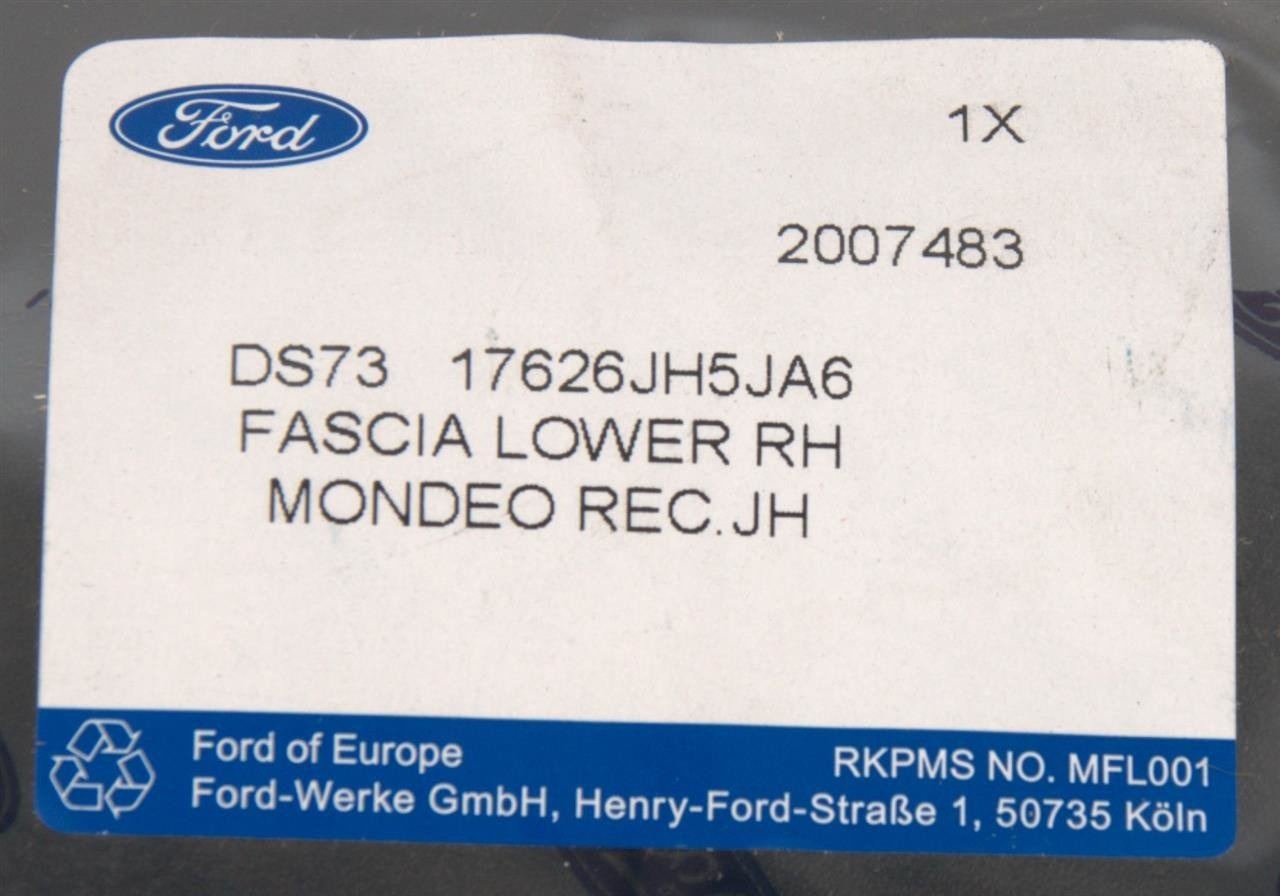 Ford
1X
2007483
DS73 17626JH5JA6
FASCIA LOWER RH
MONDEO REC.JH
Ford of Europe
Ford-Werke GmbH, Henry-Ford-Straße 1, 50735 Köln
RKPMS NO. MFL001